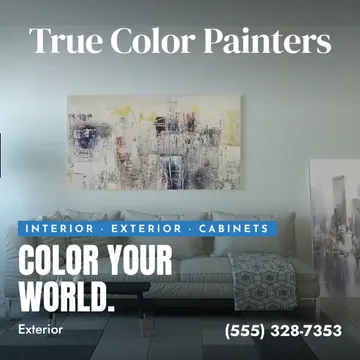 True Color Painters
INTERIOR · EXTERIOR · CABINETS
COLOR YOUR
WORLD.
Exterior
(555) 328-7353